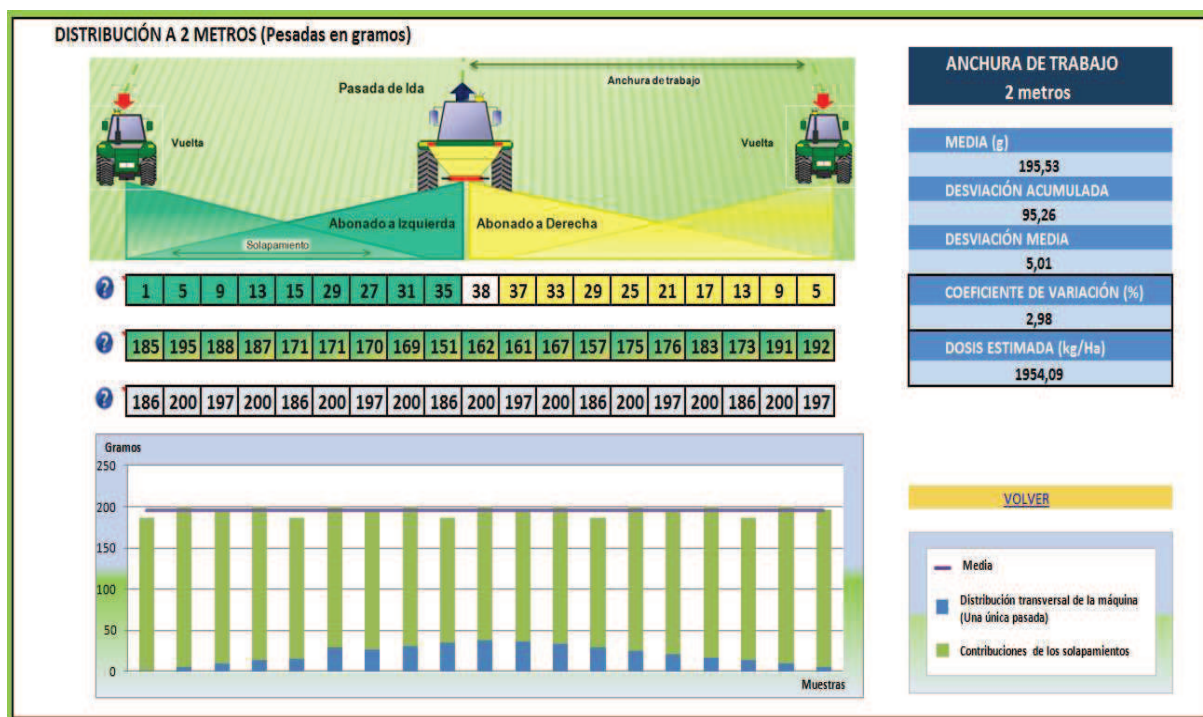 DISTRIBUCIÓN A 2 METROS (Pesadas en gramos)
Pasada de Ida
Anchura de trabajo
Vuelta
Vuelta
Abonado a Izquierda
Abonado a Derecha
Solapamiento
? * 1 5 9 13 15 29 27 31 35 38 37 33 29 25 21 17 13 9 5
? * 185 195 188 187 171 171 170 169 151 162 161 167 157 175 176 183 173 191 192
? * 186 200 197 200 186 200 197 200 186 200 197 200 186 200 197 200 186 200 197
ANCHURA DE TRABAJO
2 metros
MEDIA (g)
195,53
DESVIACIÓN ACUMULADA
95,26
DESVIACIÓN MEDIA
5,01
COEFICIENTE DE VARIACIÓN (%)
2,98
DOSIS ESTIMADA (kg/Ha)
1954,09
Gramos
250
200
150
100
50
0
Muestras
VOLVER
Media
Distribución transversal de la máquina
(Una única pasada)
Contribuciones de los solapamientos